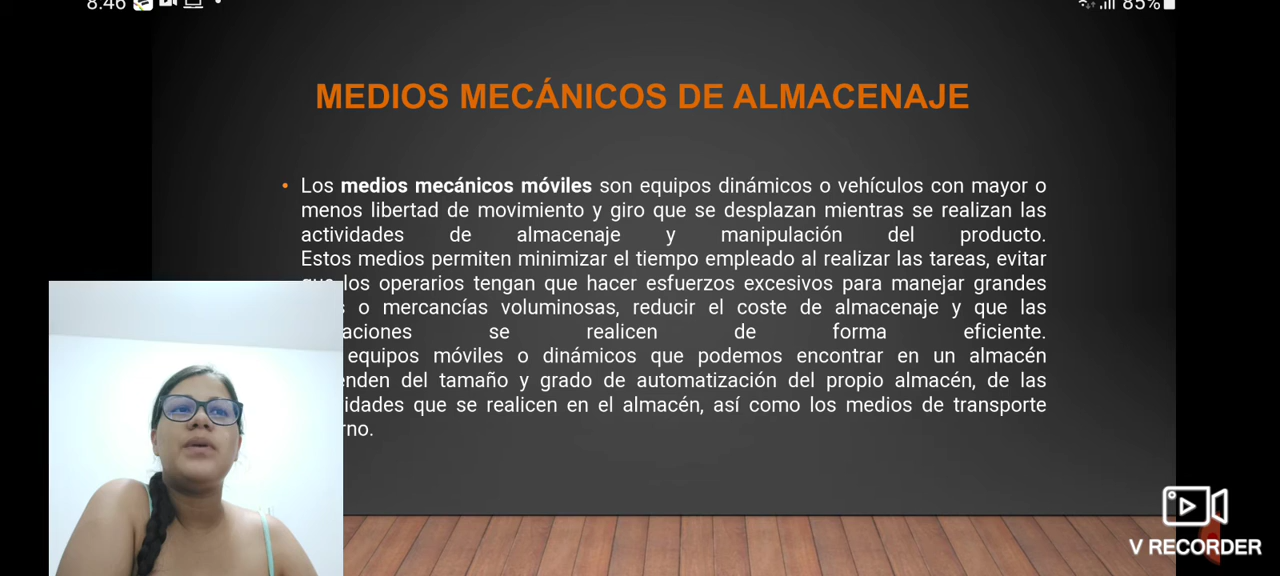 8:46
85%
MEDIOS MECÁNICOS DE ALMACENAJE
• Los medios mecánicos móviles son equipos dinámicos o vehículos con mayor o
menos libertad de movimiento y giro que se desplazan mientras se realizan las
actividades de almacenaje y manipulación del producto.
Estos medios permiten minimizar el tiempo empleado al realizar las tareas, evitar
que los operarios tengan que hacer esfuerzos excesivos para manejar grandes
o mercancías voluminosas, reducir el coste de almacenaje y que las
se realicen de forma eficiente.
equipos móviles o dinámicos que podemos encontrar en un almacén
del tamaño y grado de automatización del propio almacén, de las
que se realicen en el almacén, así como los medios de transporte
V RECORDER